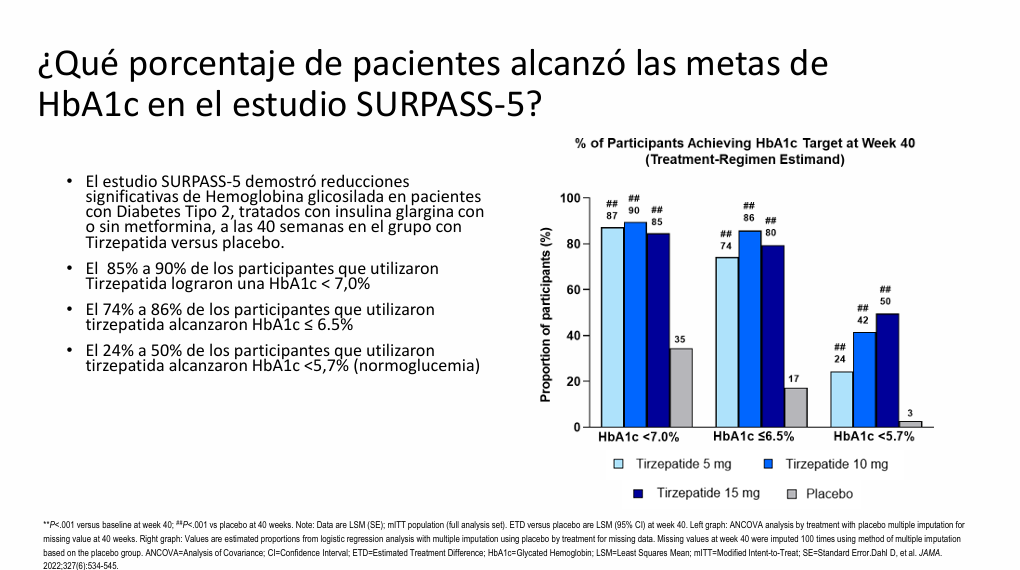 ¿Qué porcentaje de pacientes alcanzó las metas de
HbA1c en el estudio SURPASS-5?
• El estudio SURPASS-5 demostró reducciones
significativas de Hemoglobina glicosilada en pacientes
con Diabetes Tipo 2, tratados con insulina glargina con
o sin metformina, a las 40 semanas en el grupo con
Tirzepatida versus placebo.
• El  85% a 90% de los participantes que utilizaron
Tirzepatida lograron una HbA1c < 7,0%
• El 74% a 86% de los participantes que utilizaron
tirzepatida alcanzaron HbA1c ≤ 6.5%
• El 24% a 50% de los participantes que utilizaron
tirzepatida alcanzaron HbA1c <5,7% (normoglucemia)
% of Participants Achieving HbA1c Target at Week 40
(Treatment-Regimen Estimand)
Proportion of participants (%)
100
80
60
40
20
0
##
87
##
90
##
85
35
##
74
##
86
##
80
17
##
24
##
42
##
50
3
HbA1c <7.0%
HbA1c ≤6.5%
HbA1c <5.7%
Tirzepatide 5 mg
Tirzepatide 10 mg
Tirzepatide 15 mg
Placebo
**P<.001 versus baseline at week 40; ##P<.001 vs placebo at 40 weeks. Note: Data are LSM (SE); mITT population (full analysis set). ETD versus placebo are LSM (95% CI) at week 40. Left graph: ANCOVA analysis by treatment with placebo multiple imputation for
missing value at 40 weeks. Right graph: Values are estimated proportions from logistic regression analysis with multiple imputation using placebo by treatment for missing data. Missing values at week 40 were imputed 100 times using method of multiple imputation
based on the placebo group. ANCOVA=Analysis of Covariance; CI=Confidence Interval; ETD=Estimated Treatment Difference; HbA1c=Glycated Hemoglobin; LSM=Least Squares Mean; mITT=Modified Intent-to-Treat; SE=Standard Error.Dahl D, et al. JAMA.
2022;327(6):534-545.